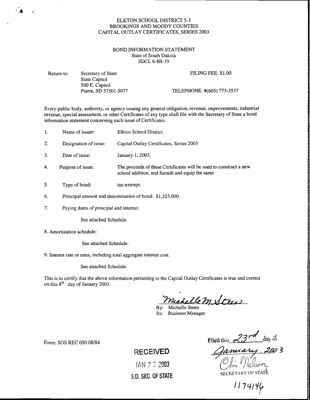 ELKTON SCHOOL DISTRICT 5-3
BROOKINGS AND MOODY COUNTIES
CAPITAL OUTLAY CERTIFICATES, SERIES 2003
BOND INFORMATION STATEMENT
State of South Dakota
SDCL 6-8B-19
Return to: Secretary of State FILING FEE: $1.00
State Capitol
500 E. Capitol
Pierre, SD 57501-5077 TELEPHONE: #(605) 773-3537
Every public body, authority, or agency issuing any general obligation, revenue, improvements, industrial
revenue, special assessment, or other Certificates of any type shall file with the Secretary of State a bond
information statement concerning each issue of Certificates.
1. Name of issuer: Elkton School District.
2. Designation of issue: Capital Outlay Certificates, Series 2003
3. Date of issue: January 1, 2003.
4. Purpose of issue. The proceeds of these Certificates will be used to construct a new
school addition, and furnish and equip the same
5. Type of bond: tax-exempt.
6. Principal amount and denomination of bond: $1,325,000.
7. Paying dates of principal and interest:
See attached Schedule.
8. Amortization schedule:
See attached Schedule.
9. Interest rate or rates, including total aggregate interest cost:
See attached Schedule.
This is to certify that the above information pertaining to the Capital Outlay Certificates is true and correct
on this 8th day of January 2003.
Michelle M Steen
By: Michelle Steen
Its: Business Manager
Form: SOS REC 050 08/84
Filed this 23rd day of
January 2003
RECEIVED
JAN 23 2003
S.D. SEC. OF STATE
Chris Nelson
SECRETARY OF STATE
1174146